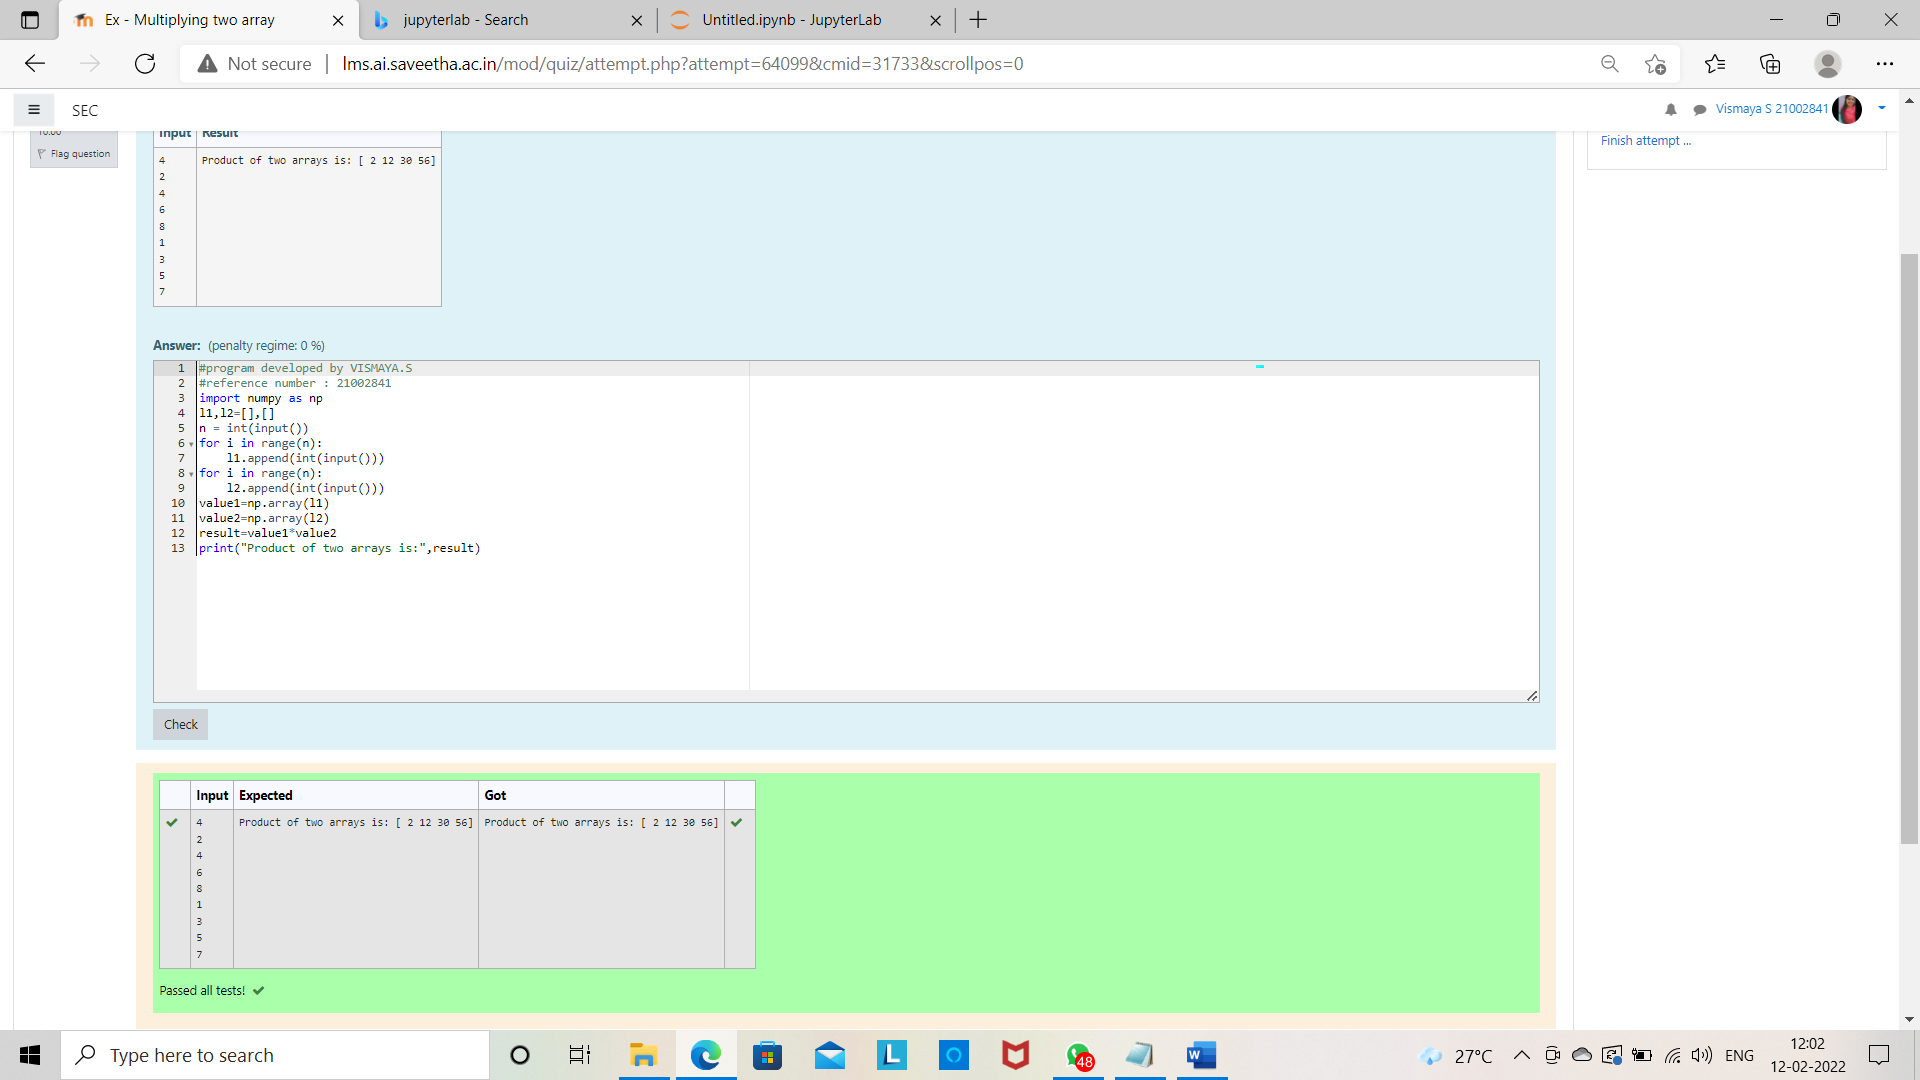 Ex - Multiplying two array
jupyterlab - Search
Untitled.ipynb - JupyterLab
Not secure
lms.ai.saveetha.ac.in/mod/quiz/attempt.php?attempt=64099&cmid=31733&scrollpos=0
SEC
Vismaya S 21002841
10.00
Flag question
Finish attempt ...
Input Result
4 Product of two arrays is: [ 2 12 30 56]
2
4
6
8
1
3
5
7
Answer: (penalty regime: 0 %)
1 #program developed by VISMAYA.S
2 #reference number : 21002841
3 import numpy as np
4 l1,l2=[],[]
5 n = int(input())
6 for i in range(n):
7     l1.append(int(input()))
8 for i in range(n):
9     l2.append(int(input()))
10 value1=np.array(l1)
11 value2=np.array(l2)
12 result=value1*value2
13 print("Product of two arrays is:",result)
Check
Input Expected Got
4 Product of two arrays is: [ 2 12 30 56] Product of two arrays is: [ 2 12 30 56]
2
4
6
8
1
3
5
7
Passed all tests!
Type here to search
L
48
W
27°C
ENG
12:02
12-02-2022